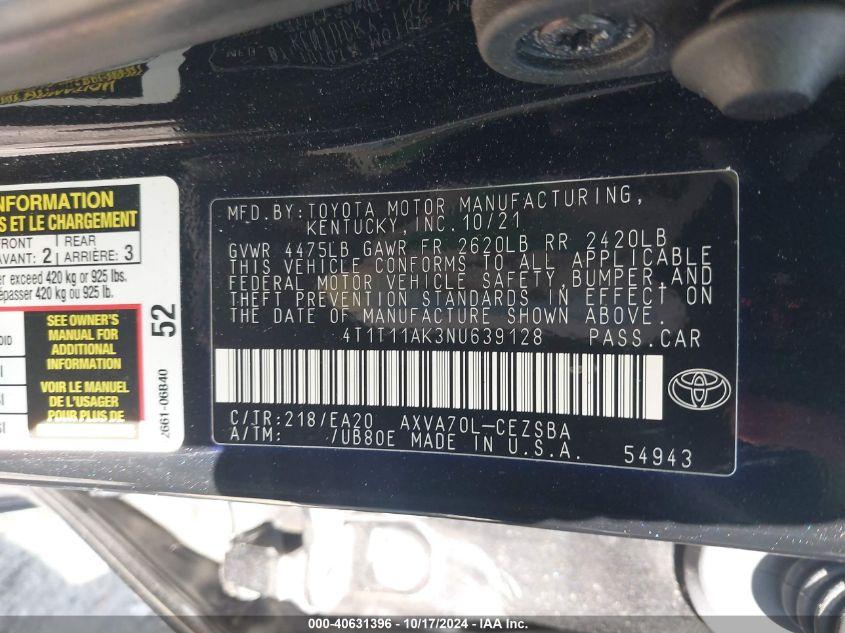 INFORMATION
S ET LE CHARGEMENT
FRONT
AVANT: 2
REAR
ARRIÈRE: 3
er exceed 420 kg or 925 lbs.
épasser 420 kg ou 925 lb.
SEE OWNER'S
MANUAL FOR
ADDITIONAL
INFORMATION
VOIR LE MANUEL
DE L'USAGER
POUR PLUS DE
52
2661-06B40
MFD.BY:TOYOTA MOTOR MANUFACTURING,
KENTUCKY,INC.10/21
GVWR 4475LB GAWR FR 2620LB RR 2420LB
THIS VEHICLE CONFORMS TO ALL APPLICABLE
FEDERAL MOTOR VEHICLE SAFETY,BUMPER,AND
THEFT PREVENTION STANDARDS IN EFFECT ON
THE DATE OF MANUFACTURE SHOWN ABOVE.
4T1T11AK3NU639128 PASS.CAR
C/TR:218/EA20 AXVA70L-CEZSBA
A/TM: /UB80E MADE IN U.S.A.
54943
000-40631396 - 10/17/2024 - IAA Inc.